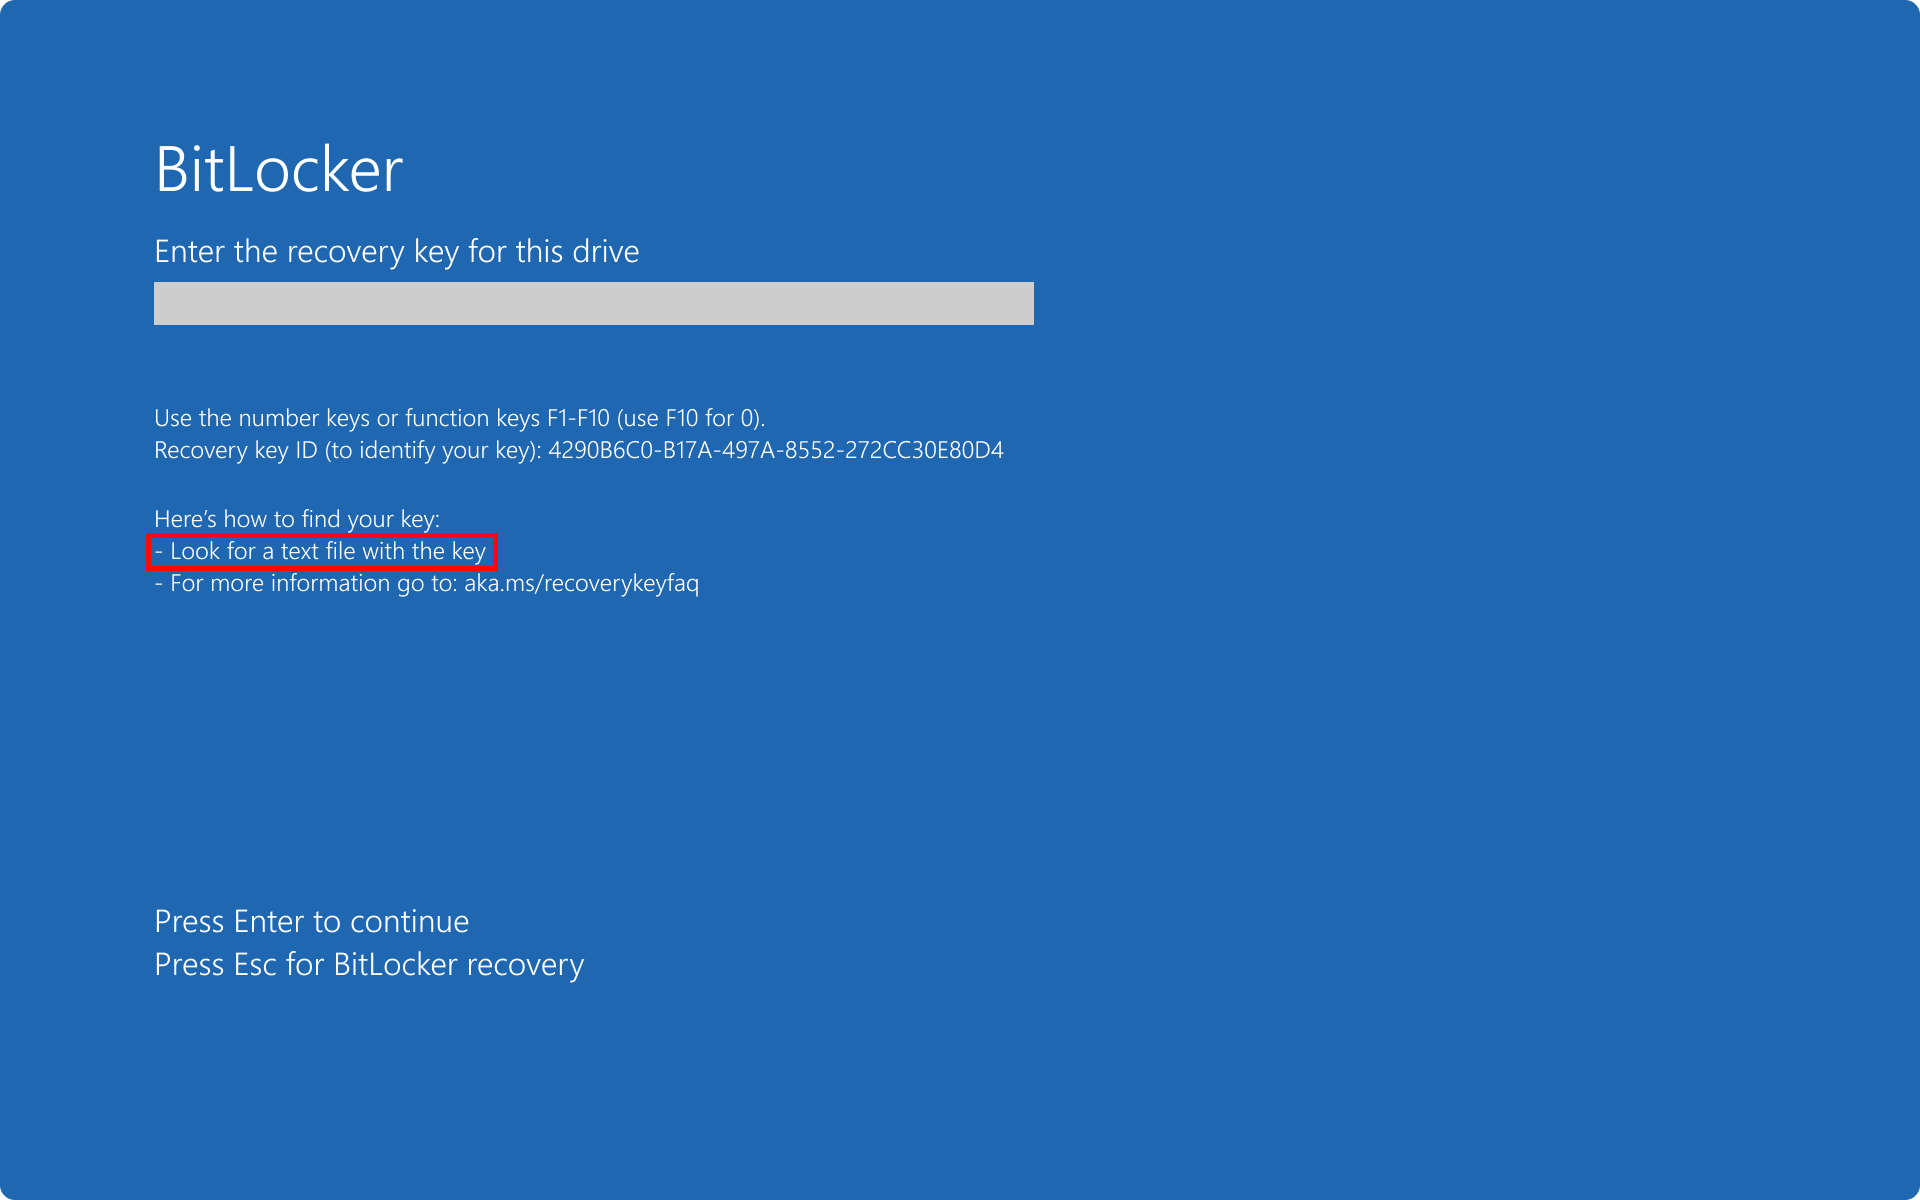 BitLocker
Enter the recovery key for this drive
Use the number keys or function keys F1-F10 (use F10 for 0).
Recovery key ID (to identify your key): 4290B6C0-B17A-497A-8552-272CC30E80D4
Here’s how to find your key:
- Look for a text file with the key
- For more information go to: aka.ms/recoverykeyfaq
Press Enter to continue
Press Esc for BitLocker recovery